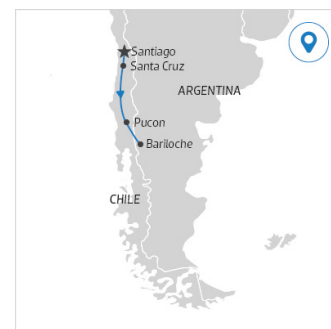 Santiago
Santa Cruz
ARGENTINA
Pucon
Bariloche
CHILE